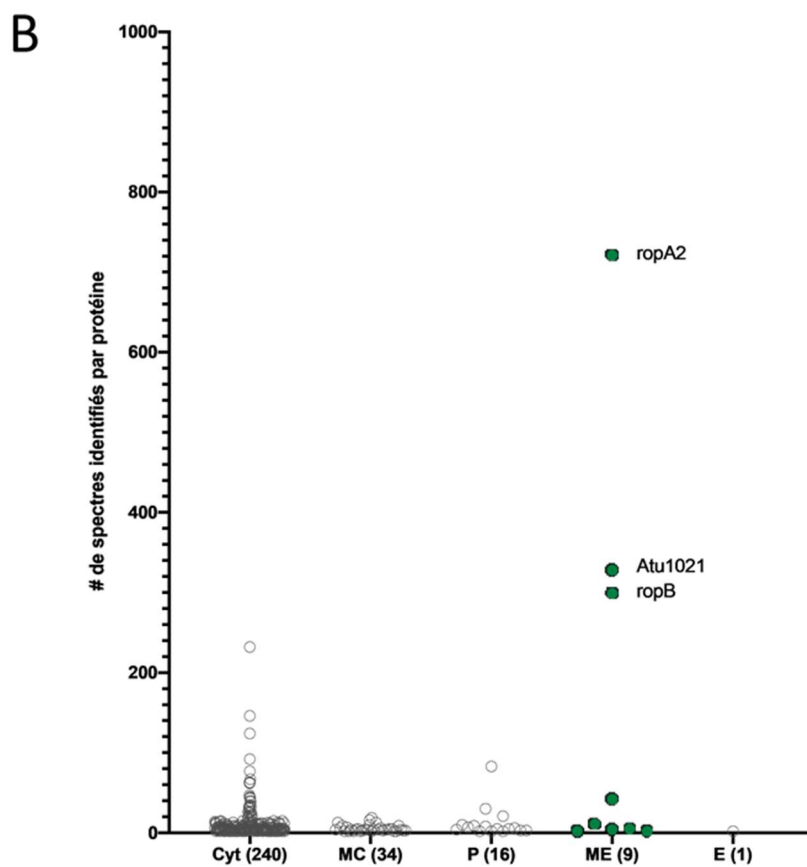 B
1000
800
600
400
200
0
# de spectres identifiés par protéine
ropA2
Atu1021
ropB
Cyt (240) MC (34) P (16) ME (9) E (1)